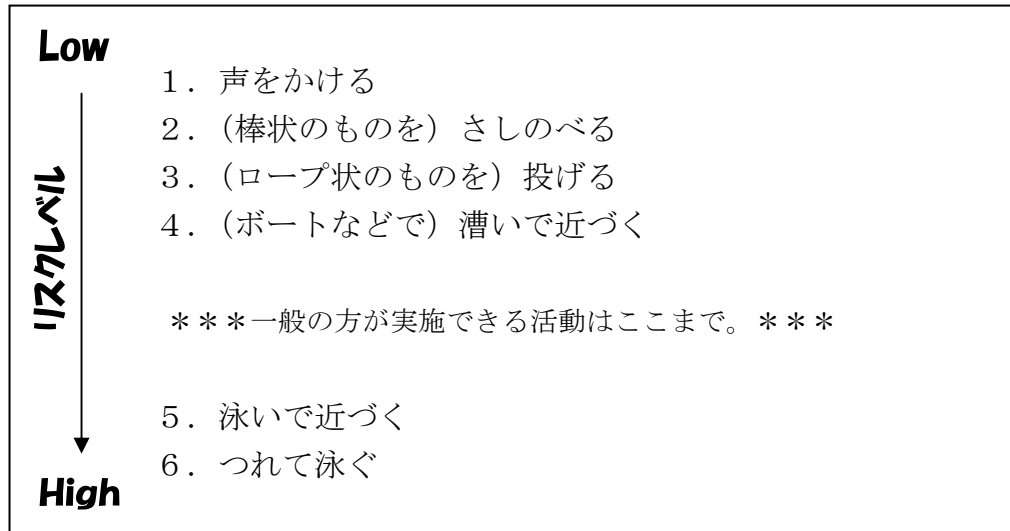 Low
１．声をかける
２．（棒状のものを）さしのべる
３．（ロープ状のものを）投げる
４．（ボートなどで）漕いで近づく
リスクレベル
＊＊＊一般の方が実施できる活動はここまで。＊＊＊
５．泳いで近づく
６．つれて泳ぐ
High